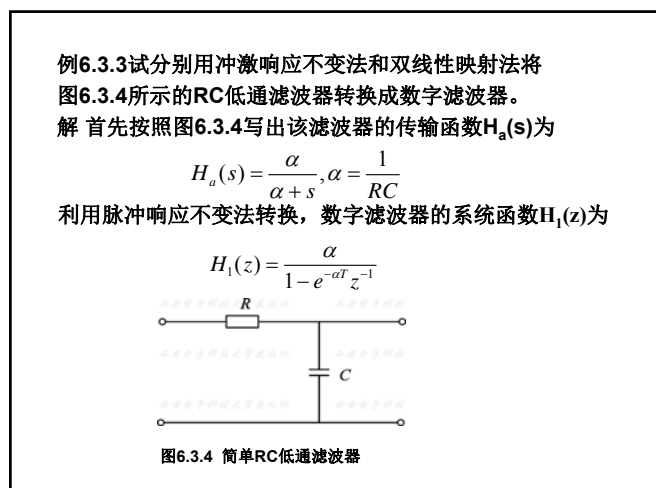 例6.3.3试分别用冲激响应不变法和双线性映射法将
图6.3.4所示的RC低通滤波器转换成数字滤波器。
解 首先按照图6.3.4写出该滤波器的传输函数Ha(s)为
H_a(s) = \frac{α}{α + s}, α = \frac{1}{RC}
利用脉冲响应不变法转换，数字滤波器的系统函数H1(z)为
H_1(z) = \frac{α}{1 - e^{-αT} z^{-1}}
R
C
图6.3.4 简单RC低通滤波器